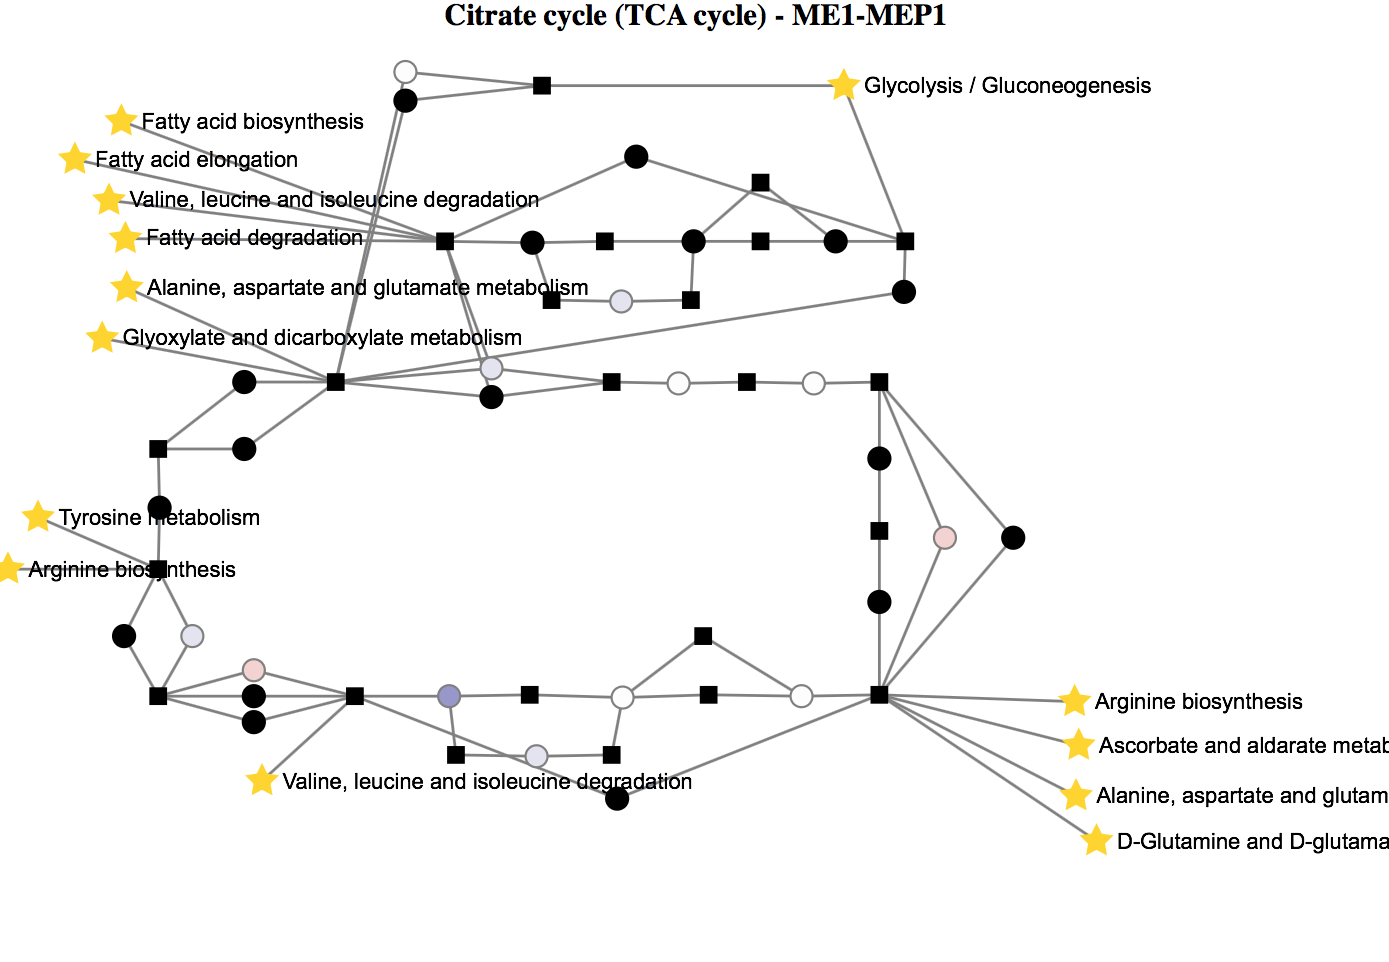 Citrate cycle (TCA cycle) - ME1-MEP1
Glycolysis / Gluconeogenesis
Fatty acid biosynthesis
Fatty acid elongation
Valine, leucine and isoleucine degradation
Fatty acid degradation
Alanine, aspartate and glutamate metabolism
Glyoxylate and dicarboxylate metabolism
Tyrosine metabolism
Arginine biosynthesis
Arginine biosynthesis
Ascorbate and aldarate metab
Valine, leucine and isoleucine degradation
Alanine, aspartate and glutam
D-Glutamine and D-glutama